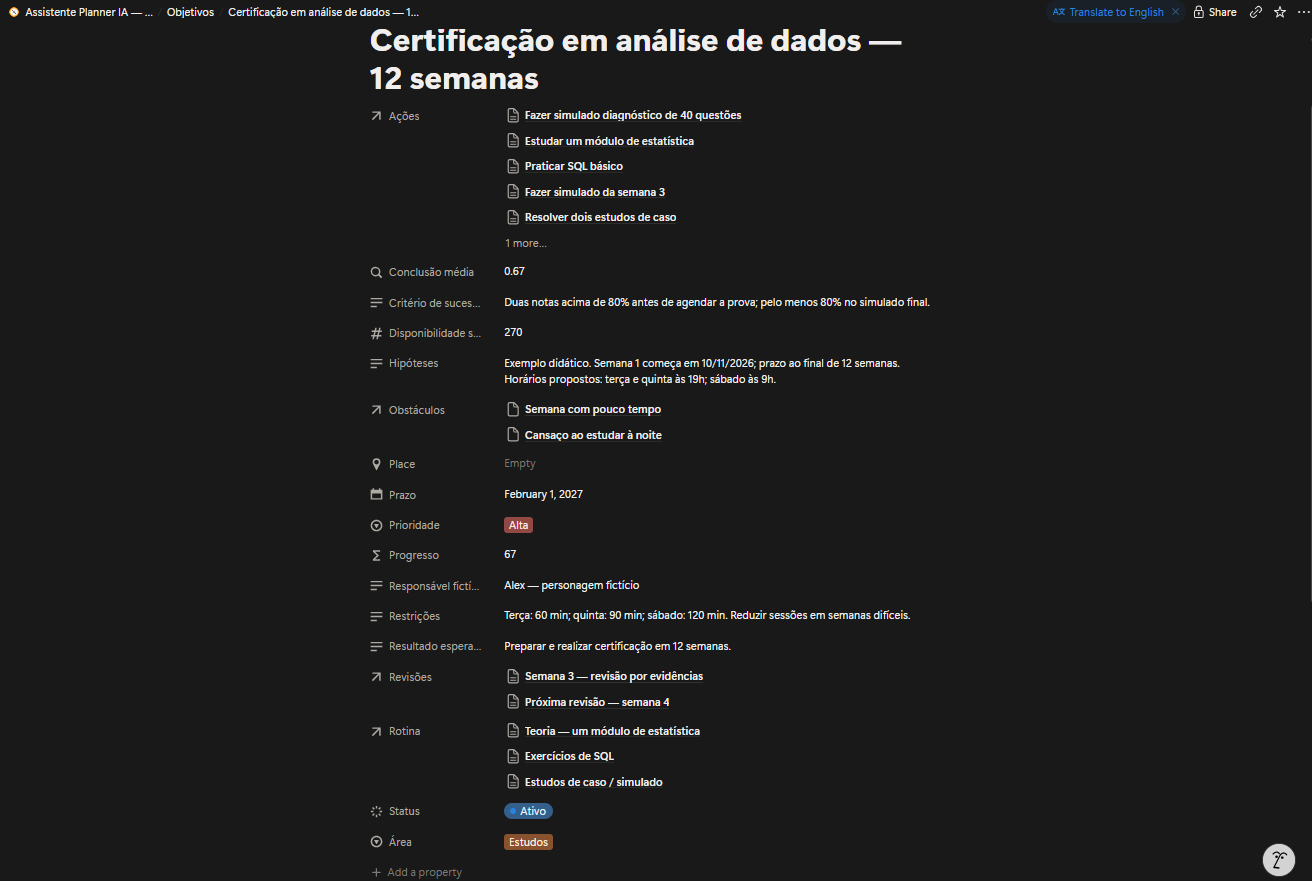 Assistente Planner IA — ... / Objetivos / Certificação em análise de dados — 1...
Translate to English
Share
Certificação em análise de dados —
12 semanas
Ações
Fazer simulado diagnóstico de 40 questões
Estudar um módulo de estatística
Praticar SQL básico
Fazer simulado da semana 3
Resolver dois estudos de caso
1 more...
Conclusão média
0.67
Critério de suces...
Duas notas acima de 80% antes de agendar a prova; pelo menos 80% no simulado final.
Disponibilidade s...
270
Hipóteses
Exemplo didático. Semana 1 começa em 10/11/2026; prazo ao final de 12 semanas.
Horários propostos: terça e quinta às 19h; sábado às 9h.
Obstáculos
Semana com pouco tempo
Cansaço ao estudar à noite
Place
Empty
Prazo
February 1, 2027
Prioridade
Alta
Progresso
67
Responsável fictí...
Alex — personagem fictício
Restrições
Terça: 60 min; quinta: 90 min; sábado: 120 min. Reduzir sessões em semanas difíceis.
Resultado espera...
Preparar e realizar certificação em 12 semanas.
Revisões
Semana 3 — revisão por evidências
Próxima revisão — semana 4
Rotina
Teoria — um módulo de estatística
Exercícios de SQL
Estudos de caso / simulado
Status
Ativo
Área
Estudos
Add a property